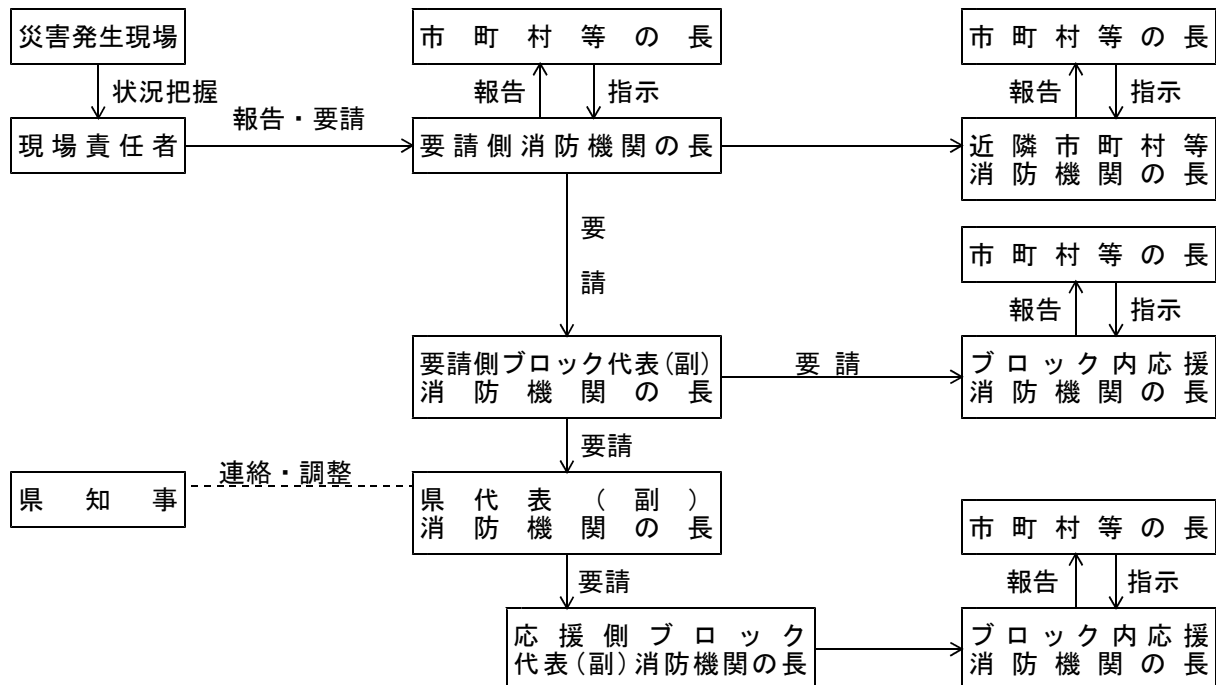 災害発生現場
市町村等の長
市町村等の長
状況把握
報告
指示
報告
指示
報告・要請
現場責任者
要請側消防機関の長
近隣市町村等
消防機関の長
要
請
市町村等の長
報告
指示
要請側ブロック代表(副)
消防機関の長
要請
ブロック内応援
消防機関の長
要請
連絡・調整
県知事
県代表(副)
消防機関の長
市町村等の長
要請
報告
指示
応援側ブロック
代表(副)消防機関の長
ブロック内応援
消防機関の長